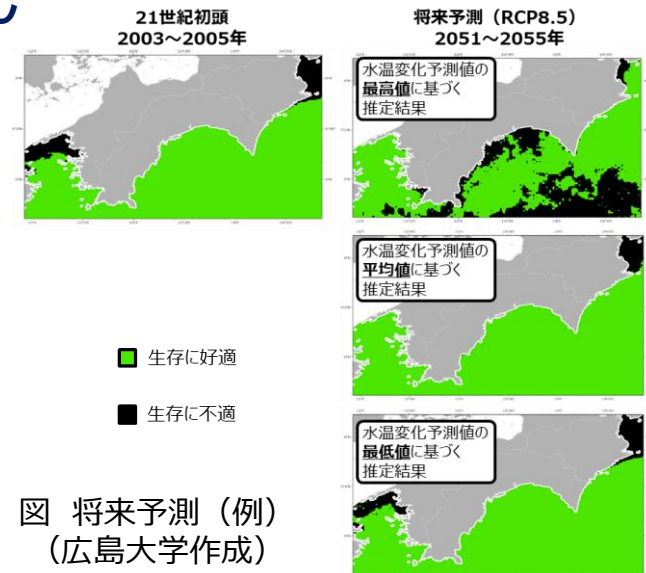 21世紀初頭
2003～2005年
将来予測（RCP8.5）
2051～2055年
水温変化予測値の
最高値に基づく
推定結果
水温変化予測値の
平均値に基づく
推定結果
生存に好適
生存に不適
水温変化予測値の
最低値に基づく
推定結果
図 将来予測（例）
（広島大学作成）